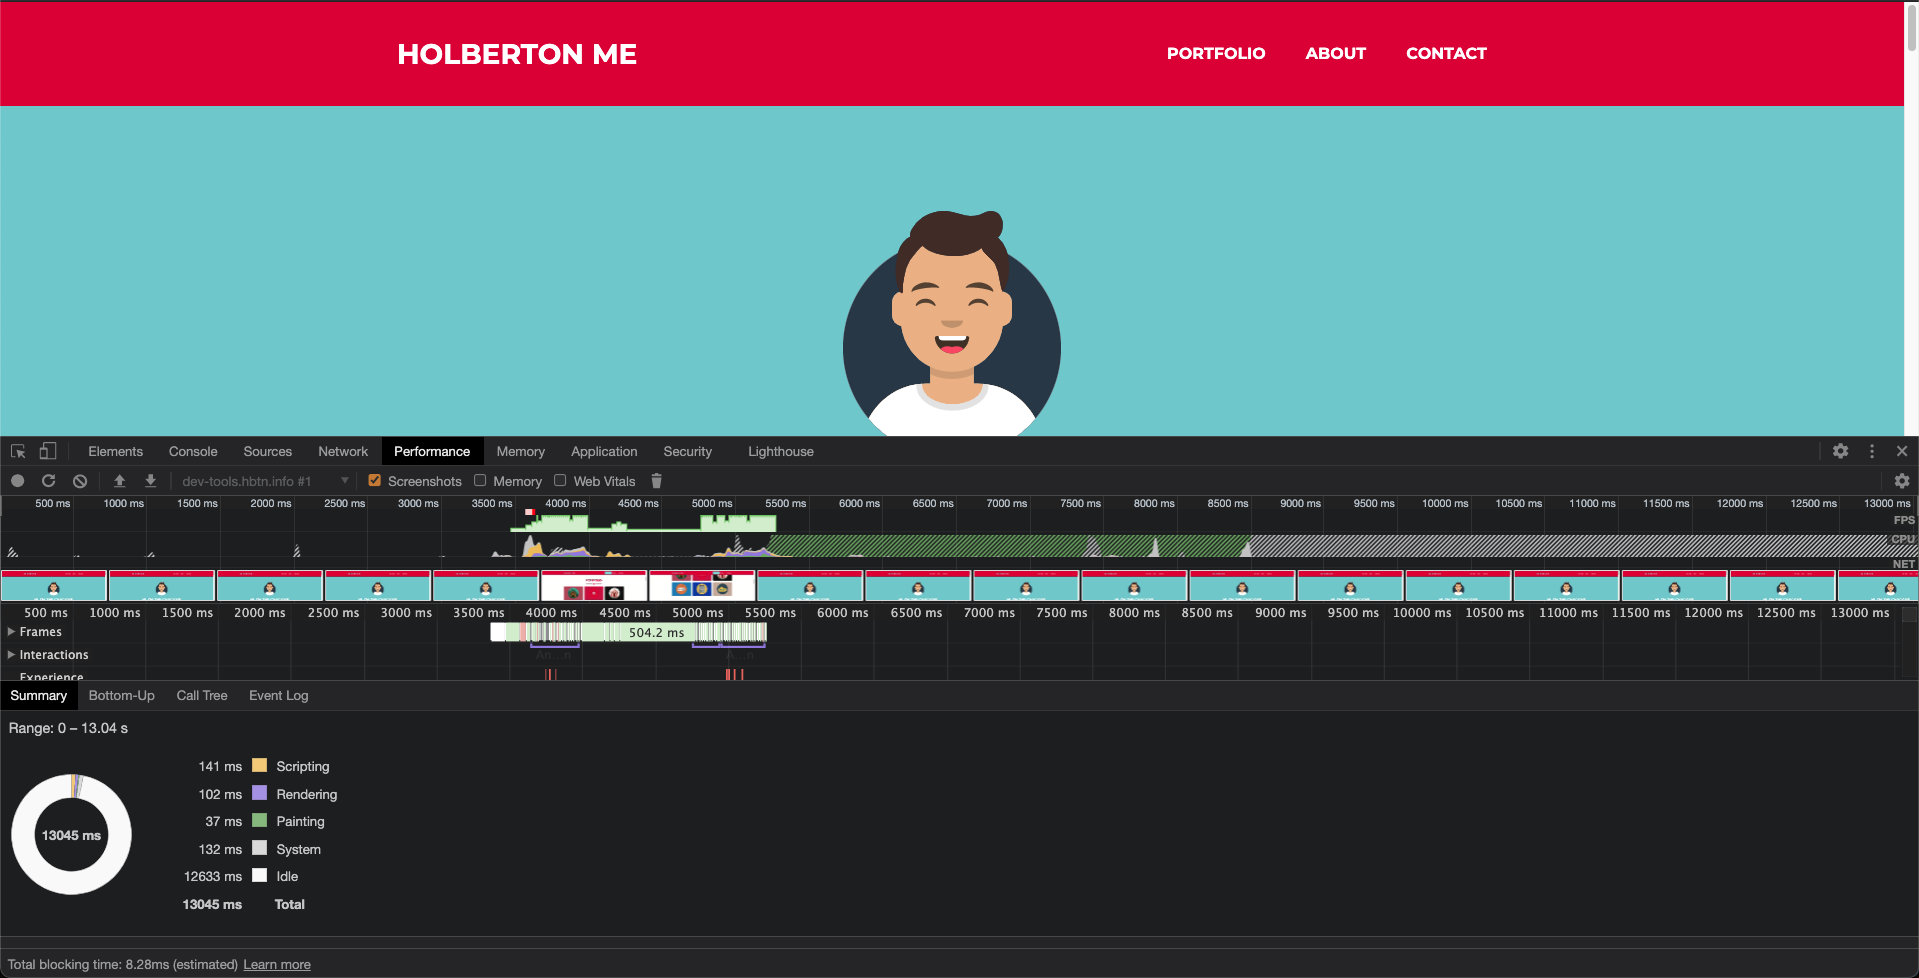 HOLBERTON ME
PORTFOLIO ABOUT CONTACT
Elements Console Sources Network Performance Memory Application Security Lighthouse
dev-tools.hbtn.info #1 Screenshots Memory Web Vitals
500 ms 1000 ms 1500 ms 2000 ms 2500 ms 3000 ms 3500 ms 4000 ms 4500 ms 5000 ms 5500 ms 6000 ms 6500 ms 7000 ms 7500 ms 8000 ms 8500 ms 9000 ms 9500 ms 10000 ms 10500 ms 11000 ms 11500 ms 12000 ms 12500 ms 13000 ms
FPS
CPU
NET
500 ms 1000 ms 1500 ms 2000 ms 2500 ms 3000 ms 3500 ms 4000 ms 4500 ms 5000 ms 5500 ms 6000 ms 6500 ms 7000 ms 7500 ms 8000 ms 8500 ms 9000 ms 9500 ms 10000 ms 10500 ms 11000 ms 11500 ms 12000 ms 12500 ms 13000 ms
Frames 504.2 ms
Interactions
Experience
Summary Bottom-Up Call Tree Event Log
Range: 0 – 13.04 s
141 ms Scripting
102 ms Rendering
37 ms Painting
13045 ms
132 ms System
12633 ms Idle
13045 ms Total
Total blocking time: 8.28ms (estimated) Learn more